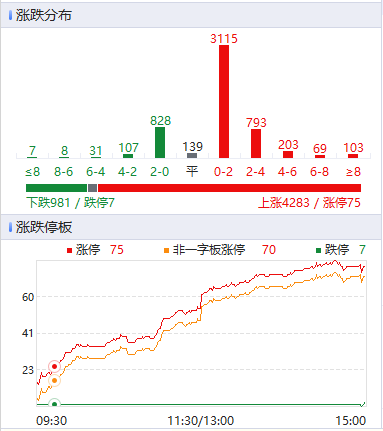 涨跌分布
7 8 31 107 828 139 3115 793 203 69 103
≤8 8-6 6-4 4-2 2-0 平 0-2 2-4 4-6 6-8 ≥8
下跌981 / 跌停7 上涨4283 / 涨停75
涨跌停板
涨停 75 非一字板涨停 70 跌停 7
60
41
23
09:30 11:30/13:00 15:00